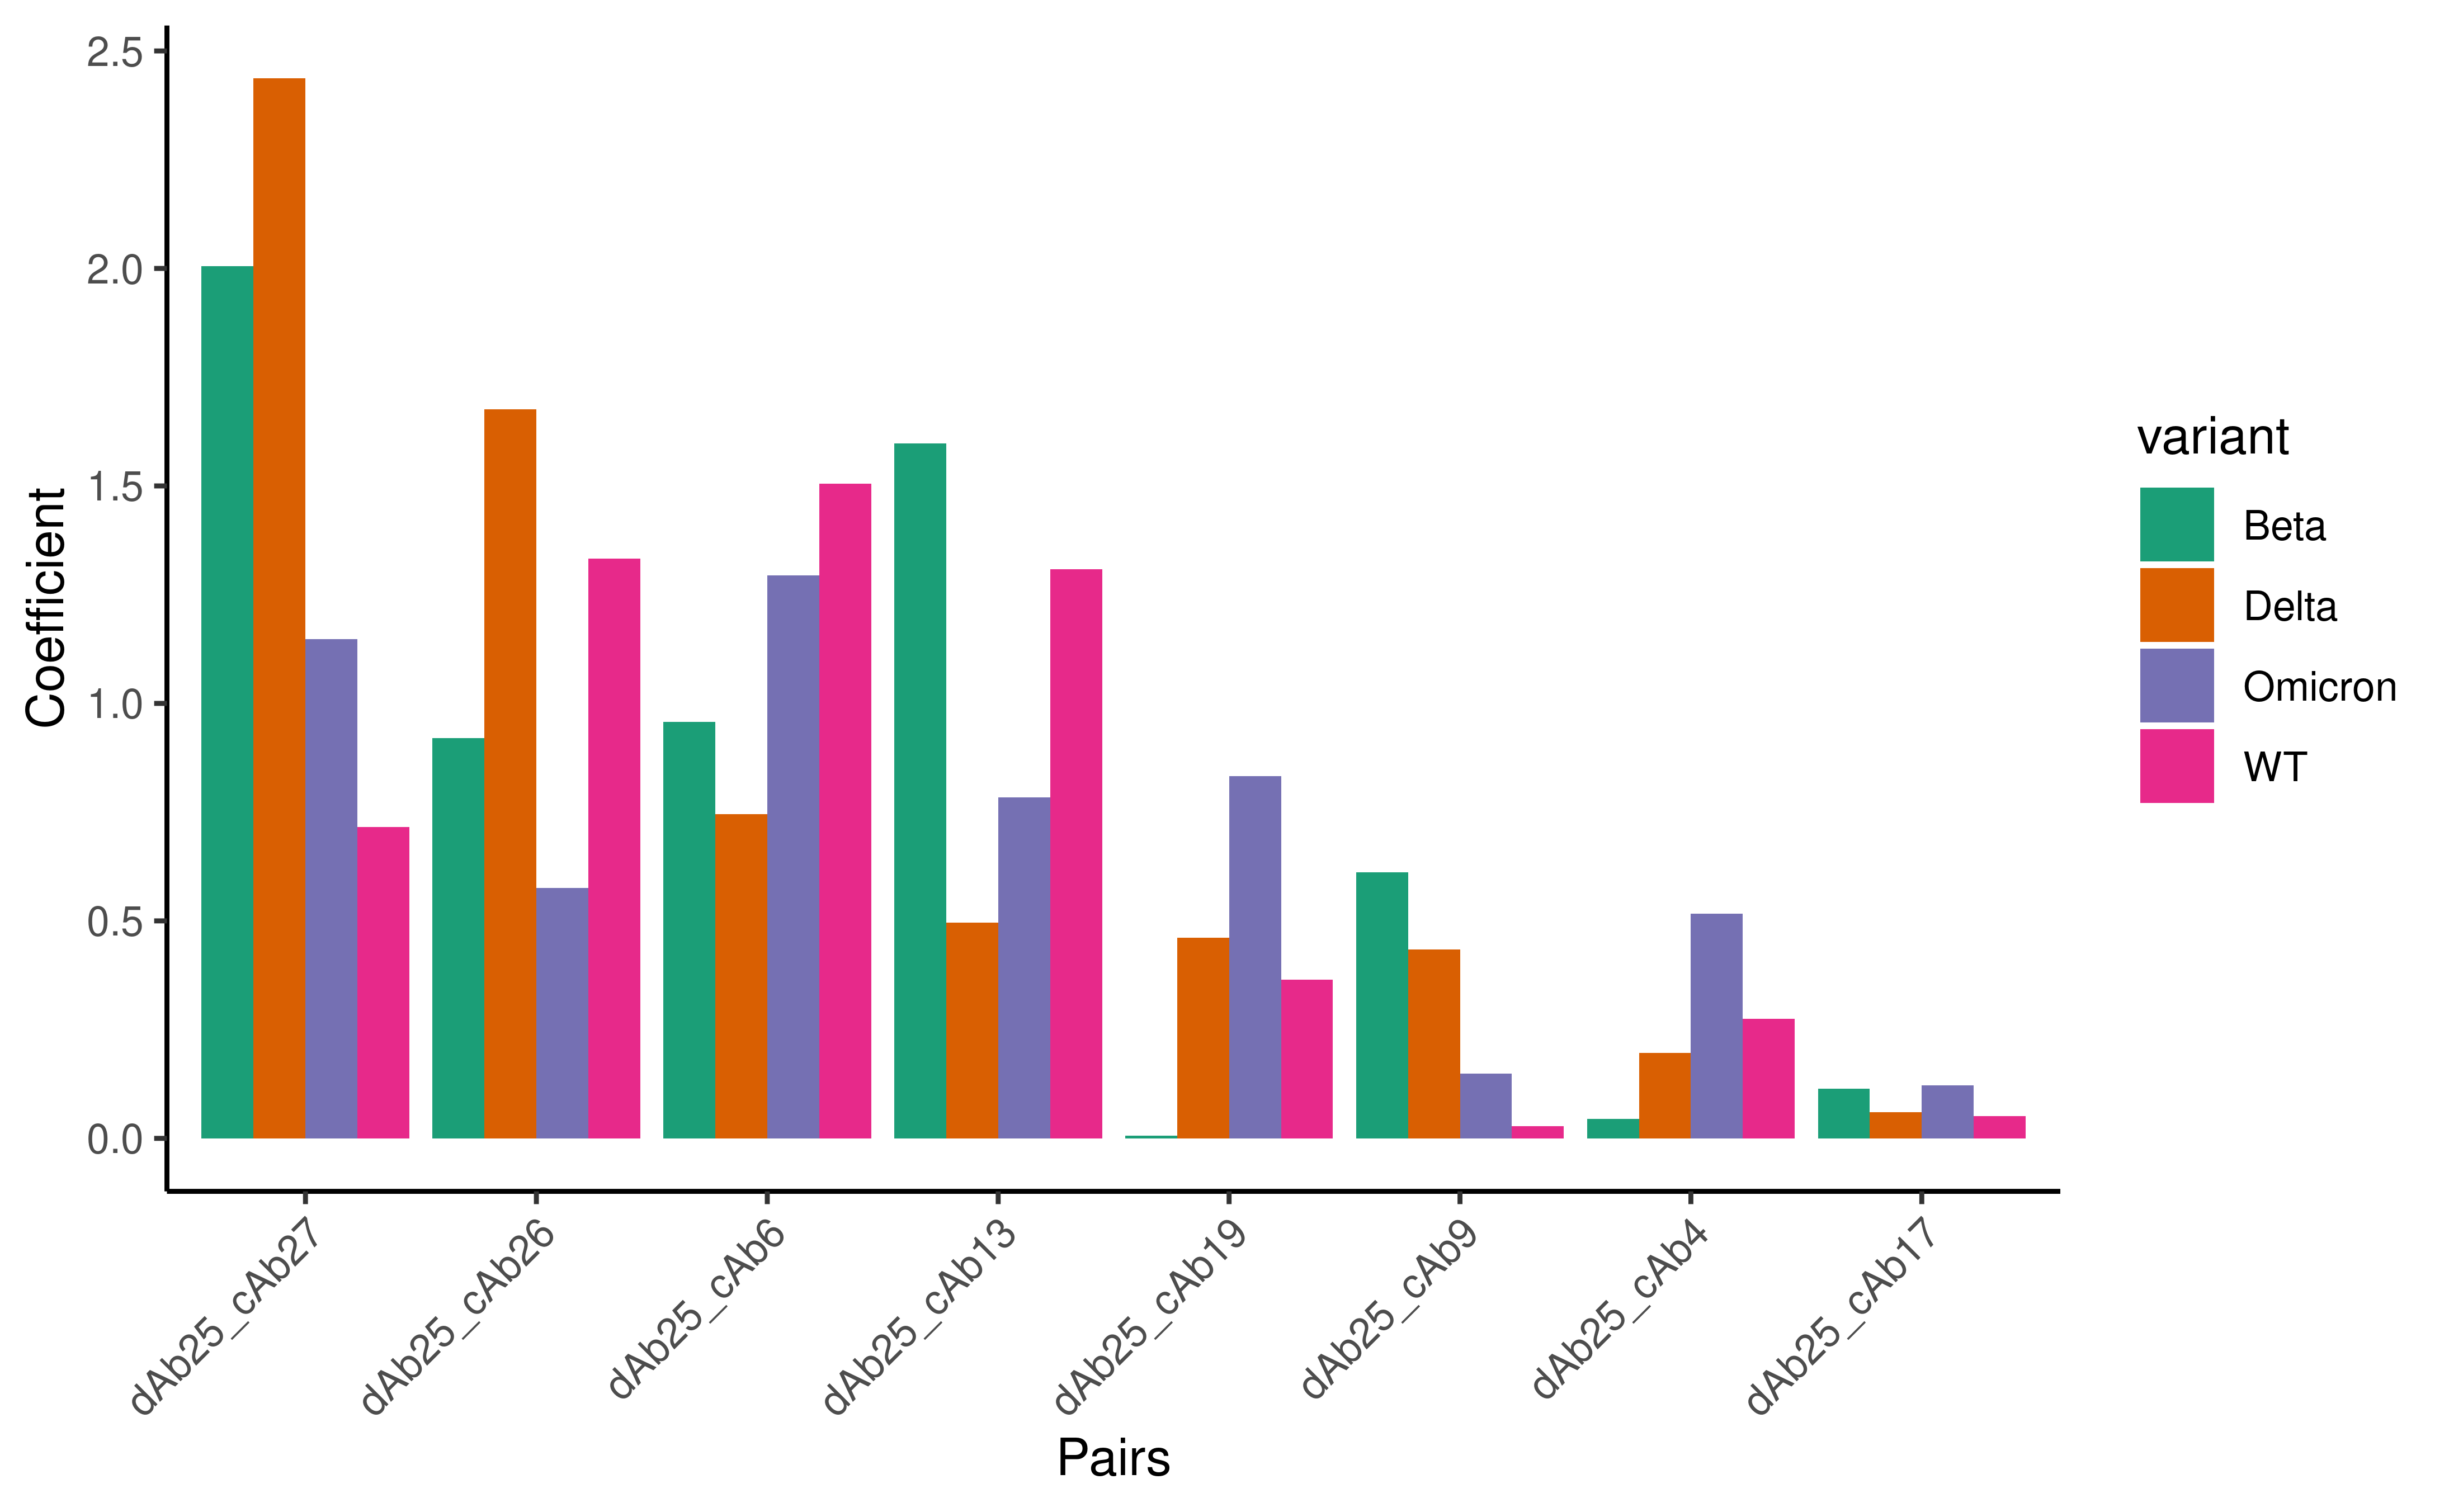 Coefficient
2.5
2.0
1.5
1.0
0.5
0.0
dAb25_cAb27
dAb25_cAb26
dAb25_cAb6
dAb25_cAb13
dAb25_cAb19
dAb25_cAb9
dAb25_cAb4
dAb25_cAb17
Pairs
variant
Beta
Delta
Omicron
WT